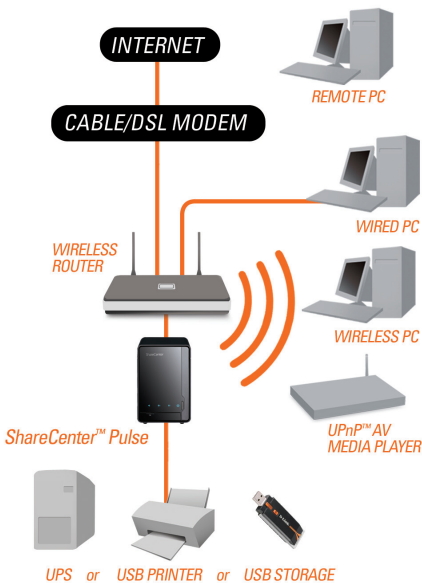 INTERNET
REMOTE PC
CABLE/DSL MODEM
WIRED PC
WIRELESS
ROUTER
WIRELESS PC
ShareCenter™ Pulse
UPnP™ AV
MEDIA PLAYER
UPS or USB PRINTER or USB STORAGE